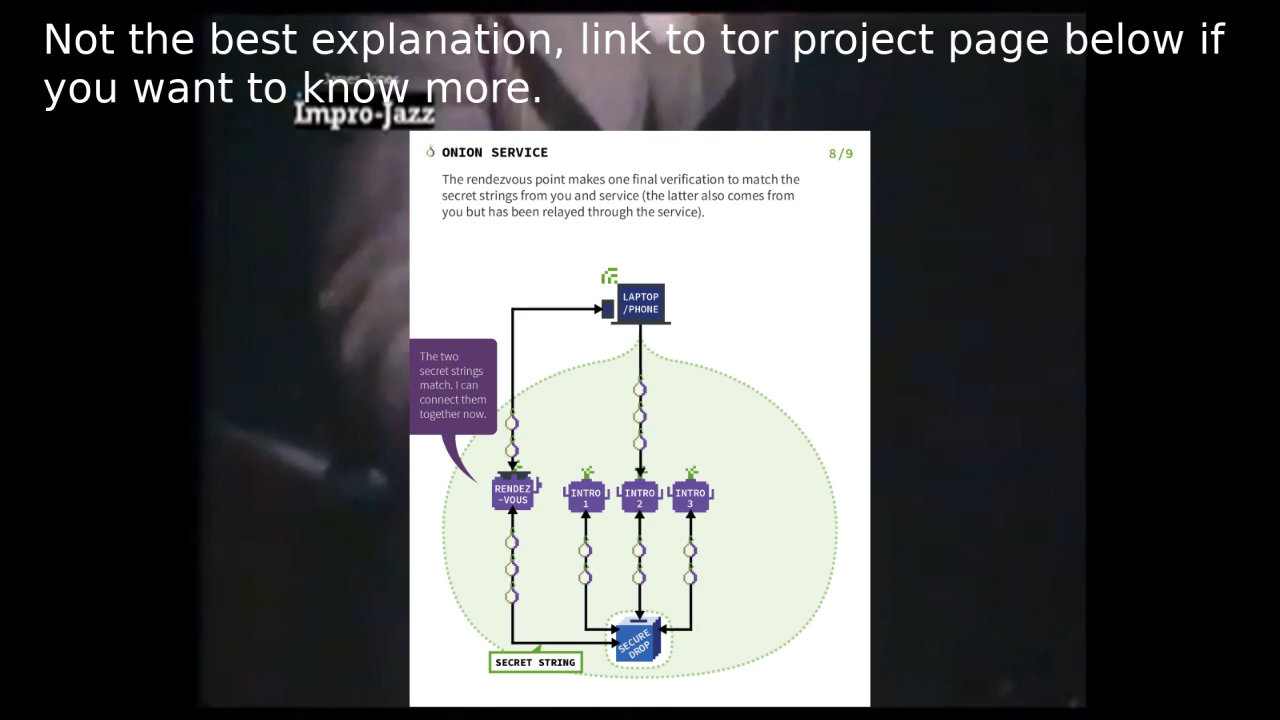 Not the best explanation, link to tor project page below if
you want to know more.
James Jones
Impro-Jazz
ONION SERVICE
8/9
The rendezvous point makes one final verification to match the
secret strings from you and service (the latter also comes from
you but has been relayed through the service).
LAPTOP
/PHONE
The two
secret strings
match. I can
connect them
together now.
RENDEZ
-VOUS
INTRO
1
INTRO
2
INTRO
3
SECURE
DROP
SECRET STRING